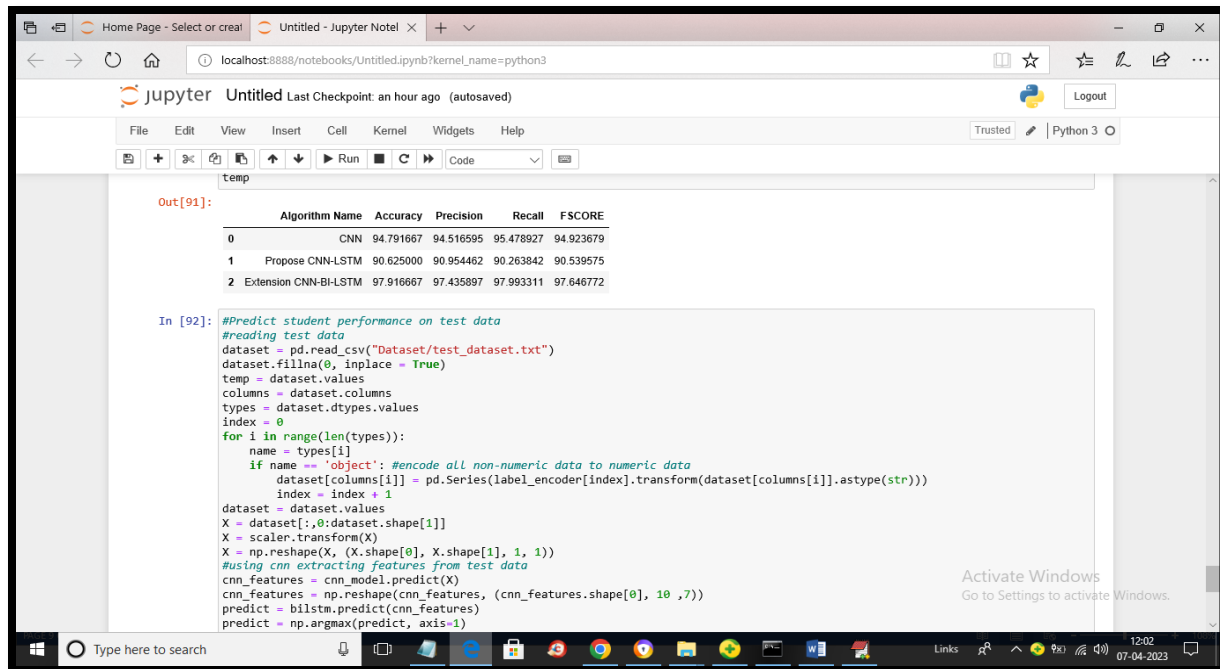 Home Page - Select or creat
Untitled - Jupyter Notel
localhost:8888/notebooks/Untitled.ipynb?kernel_name=python3
jupyter Untitled Last Checkpoint: an hour ago (autosaved)
Logout
File Edit View Insert Cell Kernel Widgets Help
Trusted Python 3
Run Code
temp
Out[91]:
Algorithm Name Accuracy Precision Recall FSCORE
0 CNN 94.791667 94.516595 95.478927 94.923679
1 Propose CNN-LSTM 90.625000 90.954462 90.263842 90.539575
2 Extension CNN-BI-LSTM 97.916667 97.435897 97.993311 97.646772
In [92]: #Predict student performance on test data
#reading test data
dataset = pd.read_csv("Dataset/test_dataset.txt")
dataset.fillna(0, inplace = True)
temp = dataset.values
columns = dataset.columns
types = dataset.dtypes.values
index = 0
for i in range(len(types)):
    name = types[i]
    if name == 'object': #encode all non-numeric data to numeric data
        dataset[columns[i]] = pd.Series(label_encoder[index].transform(dataset[columns[i]].astype(str)))
        index = index + 1
dataset = dataset.values
X = dataset[:,0:dataset.shape[1]]
X = scaler.transform(X)
X = np.reshape(X, (X.shape[0], X.shape[1], 1, 1))
#using cnn extracting features from test data
cnn_features = cnn_model.predict(X)
cnn_features = np.reshape(cnn_features, (cnn_features.shape[0], 10 ,7))
predict = bilstm.predict(cnn_features)
predict = np.argmax(predict, axis=1)
Activate Windows
Go to Settings to activate Windows.
Type here to search
Links
12:02
07-04-2023